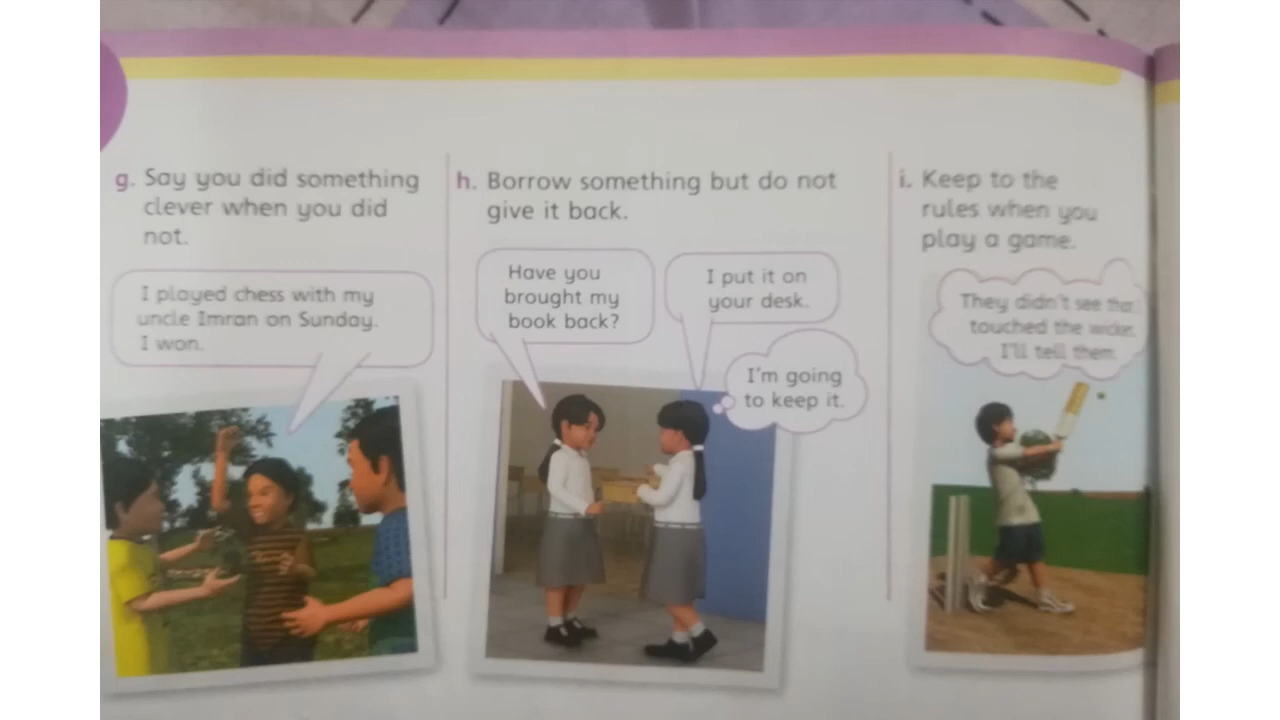 g. Say you did something
clever when you did
not.
I played chess with my
uncle Imran on Sunday.
I won.
h. Borrow something but do not
give it back.
Have you
brought my
book back?
I put it on
your desk.
I'm going
to keep it.
i. Keep to the
rules when you
play a game.
They didn't see that
touched the wicket.
I'll tell them.